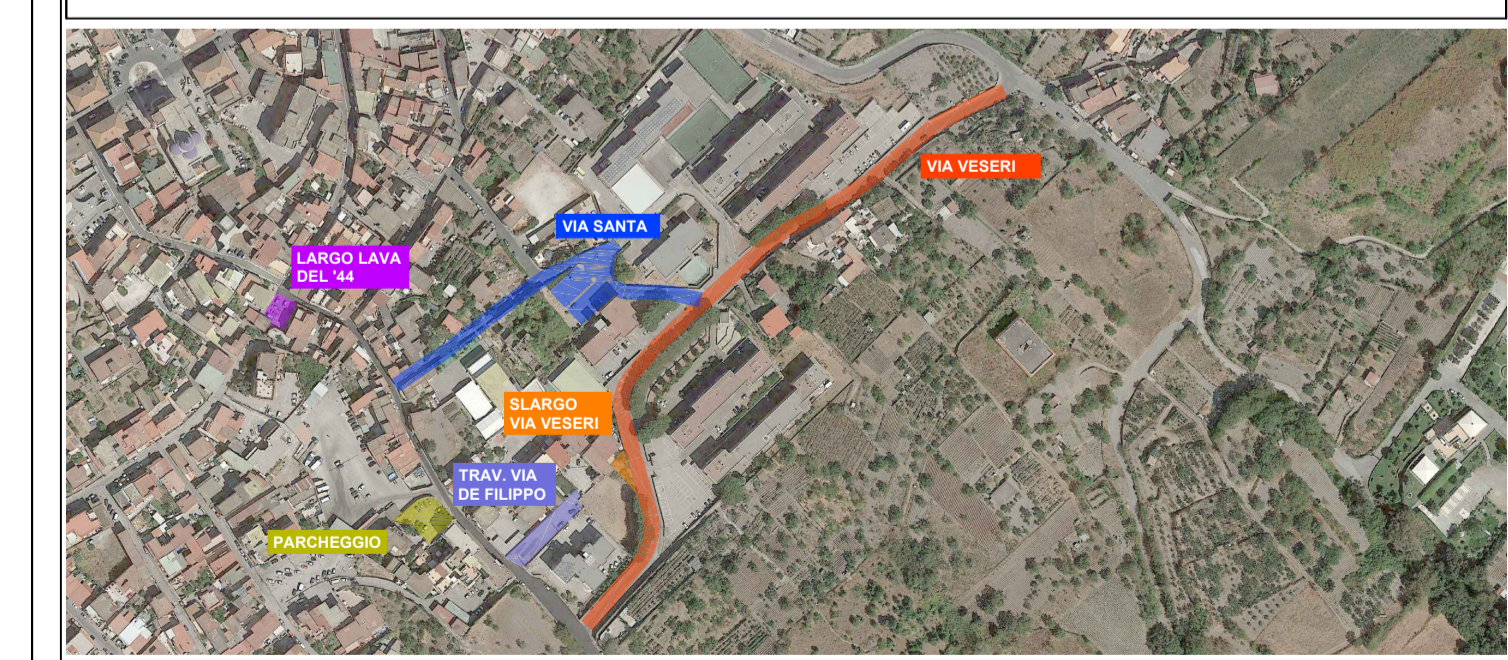 VIA VESERI
VIA SANTA
LARGO LAVA
DEL '44
SLARGO
VIA VESERI
TRAV. VIA
DE FILIPPO
PARCHEGGIO